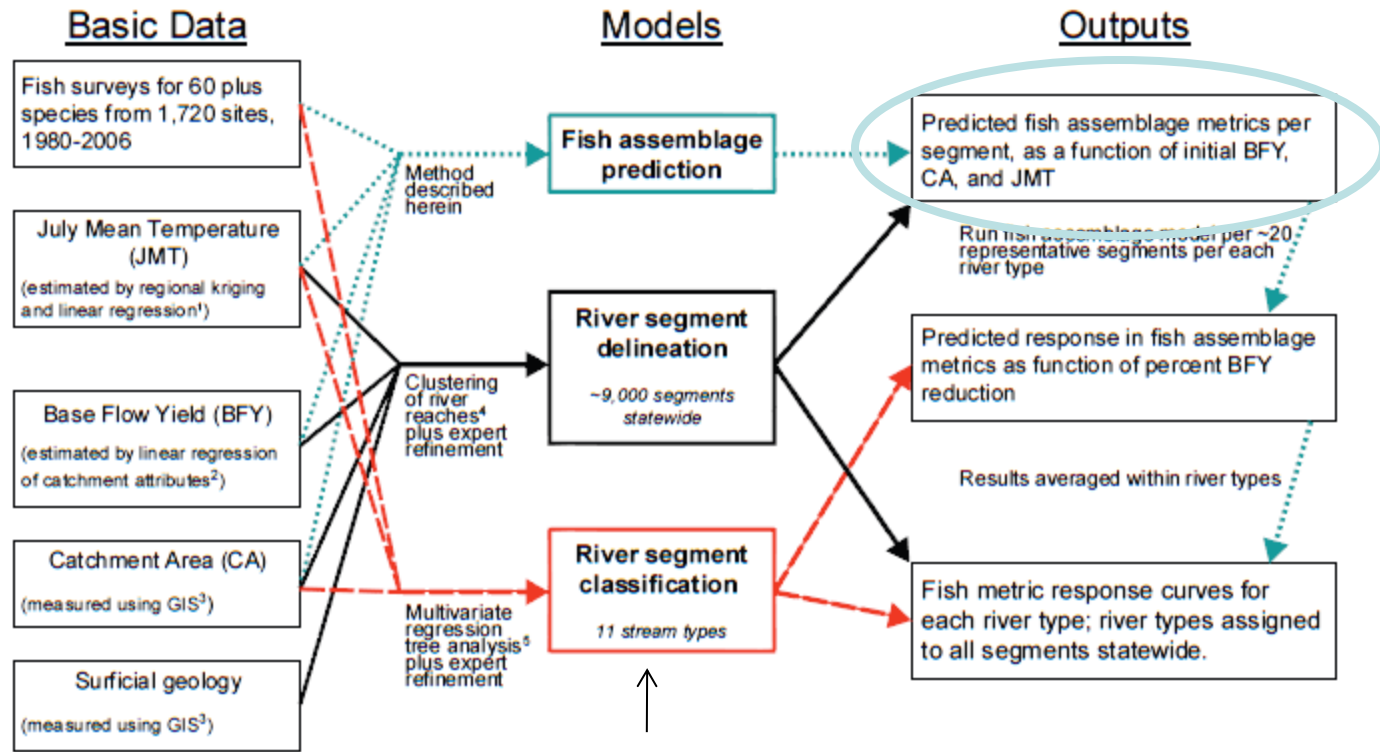 Basic Data
Models
Outputs
Fish surveys for 60 plus
species from 1,720 sites,
1980-2006
July Mean Temperature
(JMT)
(estimated by regional kriging
and linear regression¹)
Base Flow Yield (BFY)
(estimated by linear regression
of catchment attributes²)
Catchment Area (CA)
(measured using GIS³)
Surficial geology
(measured using GIS³)
Method
described
herein
Clustering
of river
reaches⁴
plus expert
refinement
Multivariate
regression
tree analysis⁵
plus expert
refinement
Fish assemblage
prediction
River segment
delineation
~9,000 segments
statewide
River segment
classification
11 stream types
Predicted fish assemblage metrics per
segment, as a function of initial BFY,
CA, and JMT
Run fish assemblage model per ~20
representative segments per each
river type
Predicted response in fish assemblage
metrics as function of percent BFY
reduction
Results averaged within river types
Fish metric response curves for
each river type; river types assigned
to all segments statewide.